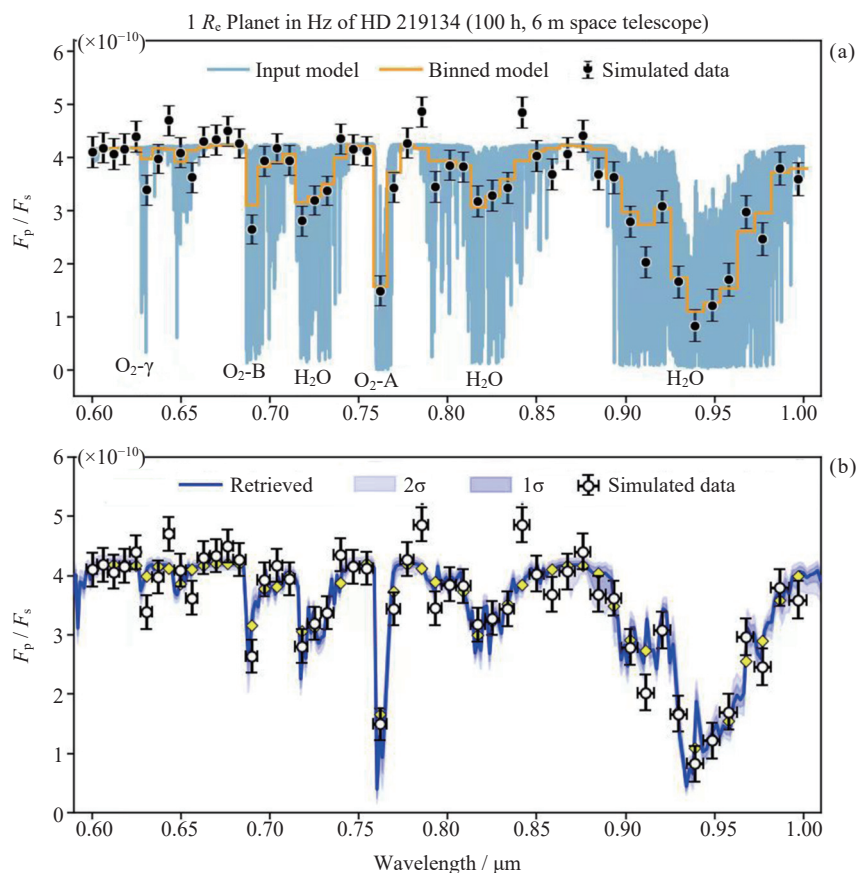 1 Rₑ Planet in Hz of HD 219134 (100 h, 6 m space telescope)
(×10⁻¹⁰)
(a)
Input model
Binned model
Simulated data
6
5
4
3
2
1
0
Fₚ / Fₛ
O₂-γ
O₂-B
H₂O
O₂-A
H₂O
H₂O
0.60 0.65 0.70 0.75 0.80 0.85 0.90 0.95 1.00
(×10⁻¹⁰)
(b)
Retrieved
2σ
1σ
Simulated data
6
5
4
3
2
1
0
Fₚ / Fₛ
0.60 0.65 0.70 0.75 0.80 0.85 0.90 0.95 1.00
Wavelength / μm